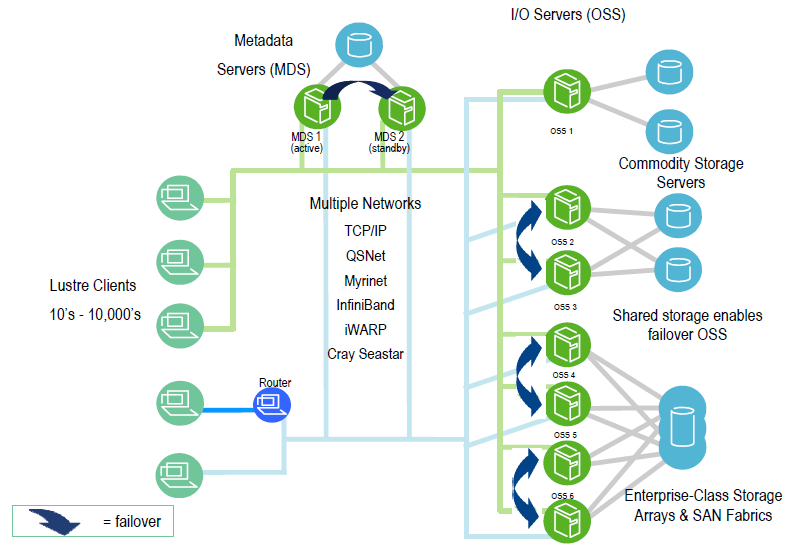 I/O Servers (OSS)
Metadata
Servers (MDS)
MDS 1
(active)
MDS 2
(standby)
OSS 1
Commodity Storage
Servers
Multiple Networks
TCP/IP
QSNet
Myrinet
InfiniBand
iWARP
Cray Seastar
Lustre Clients
10's - 10,000's
OSS 2
OSS 3
Shared storage enables
failover OSS
OSS 4
Router
OSS 5
OSS 6
Enterprise-Class Storage
Arrays & SAN Fabrics
= failover